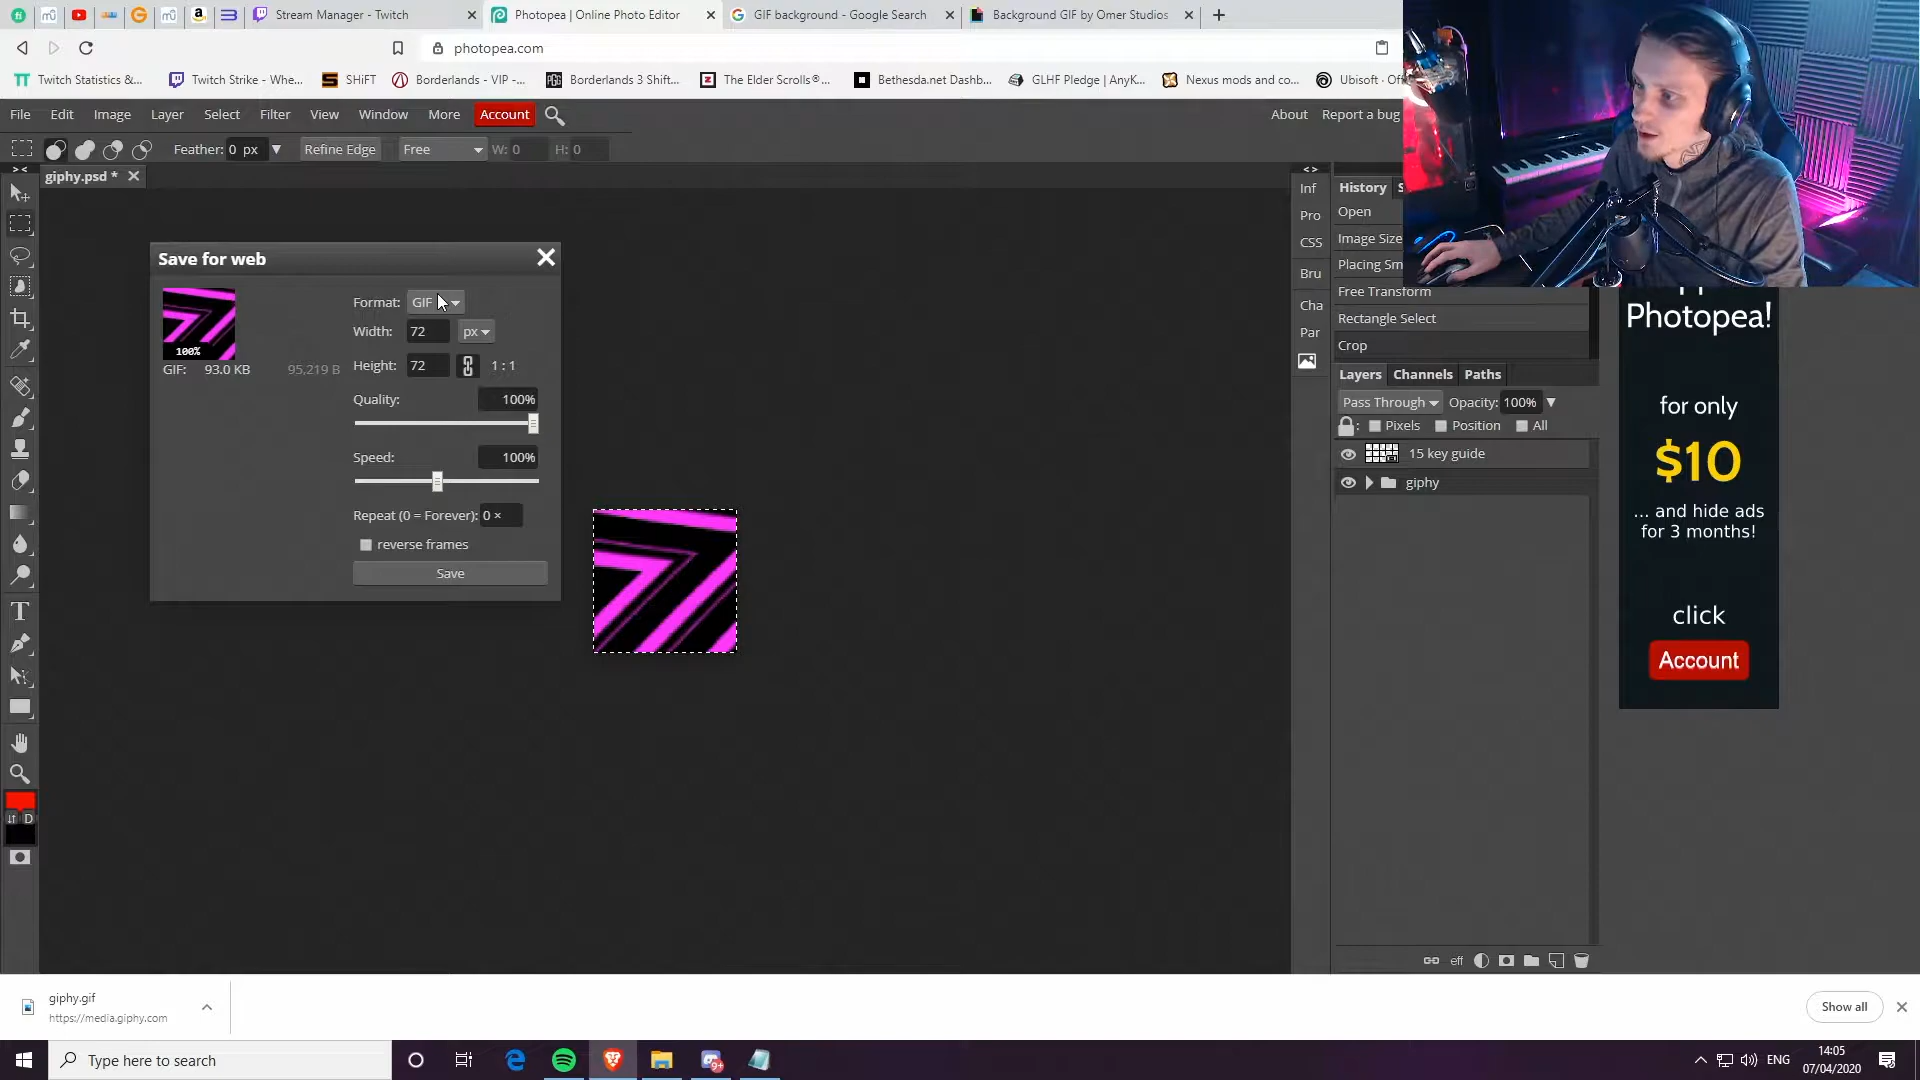 Stream Manager - Twitch
Photopea | Online Photo Editor
GIF background - Google Search
Background GIF by Omer Studios
photopea.com
Twitch Statistics &...
Twitch Strike - Whe...
SHiFT
Borderlands - VIP -...
Borderlands 3 Shift...
The Elder Scrolls®...
Bethesda.net Dashb...
GLHF Pledge | AnyK...
Nexus mods and co...
File Edit Image Layer Select Filter View Window More Account
About Report a bug
Feather: 0 px Refine Edge Free W: 0 H: 0
giphy.psd *
Save for web
Format: GIF
Width: 72 px
Height: 72 1 : 1
100%
GIF: 93.0 KB 95,219 B
Quality: 100%
Speed: 100%
Repeat (0 = Forever): 0 ×
reverse frames
Save
Inf
Pro
CSS
Bru
Cha
Par
History S
Open
Image Size
Placing Sm
Free Transform
Rectangle Select
Crop
Layers Channels Paths
Pass Through Opacity: 100%
Pixels Position All
15 key guide
giphy
eff
T
D
Photopea!
for only
$10
... and hide ads
for 3 months!
click
Account
giphy.gif
https://media.giphy.com
Show all
Type here to search
9+
ENG
14:05
07/04/2020